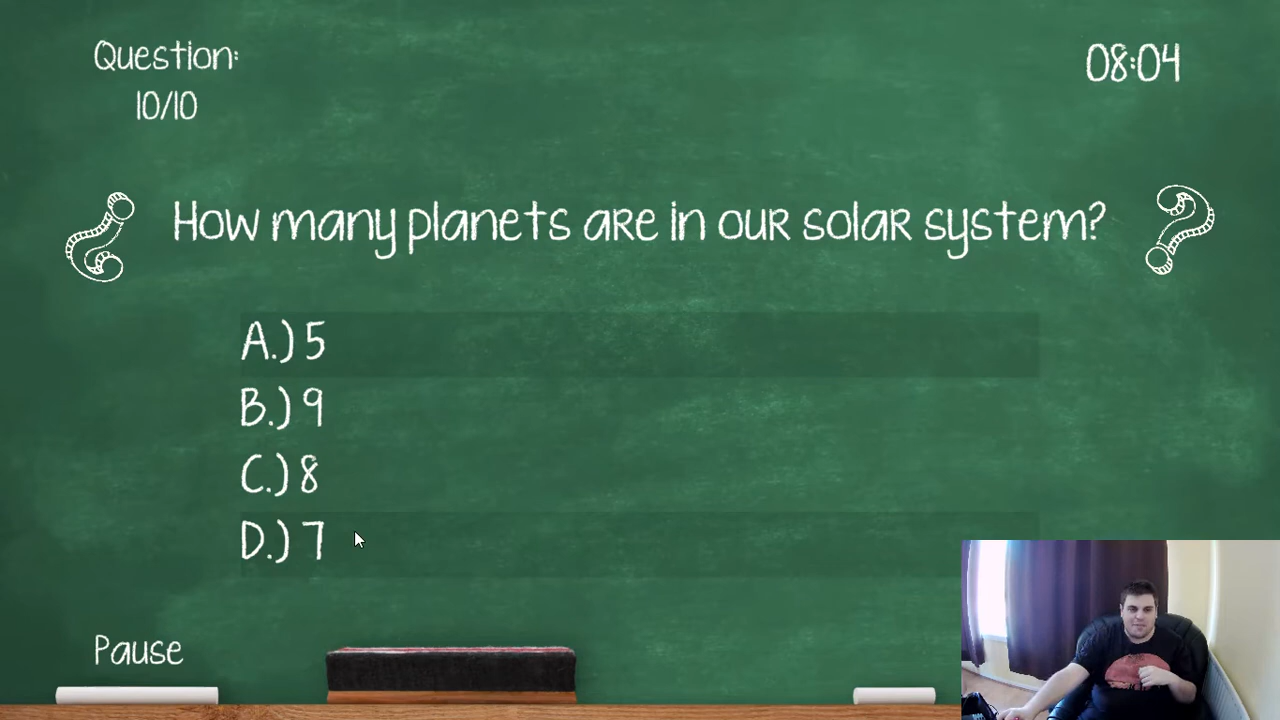 Question:
10/10
08:04
How many planets are in our solar system?
A.) 5
B.) 9
C.) 8
D.) 7
Pause